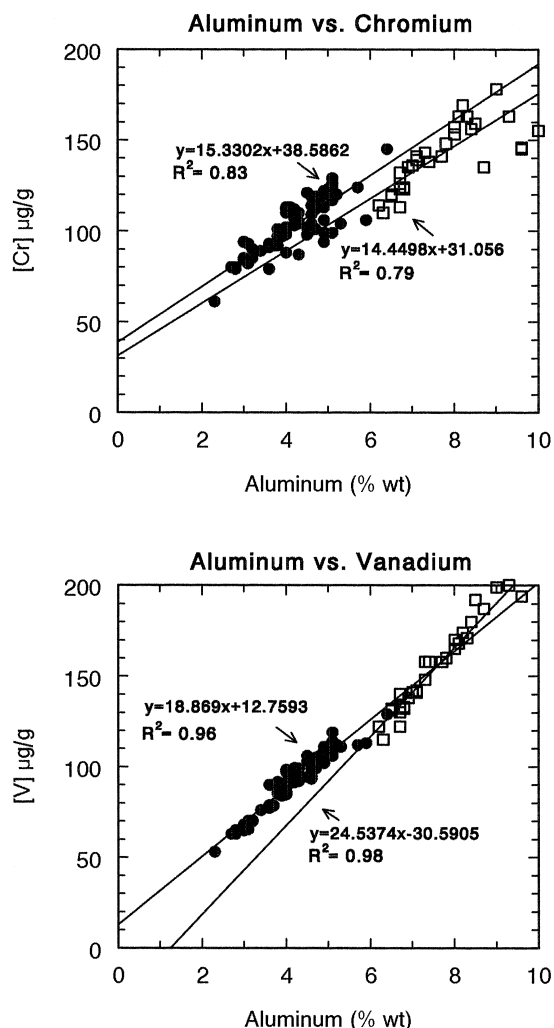 Aluminum vs. Chromium
200
150
100
50
0
[Cr] µg/g
y=15.3302x+38.5862
R²= 0.83
y=14.4498x+31.056
R²= 0.79
0 2 4 6 8 10
Aluminum (% wt)
Aluminum vs. Vanadium
200
150
100
50
0
[V] µg/g
y=18.869x+12.7593
R²= 0.96
y=24.5374x-30.5905
R²= 0.98
0 2 4 6 8 10
Aluminum (% wt)